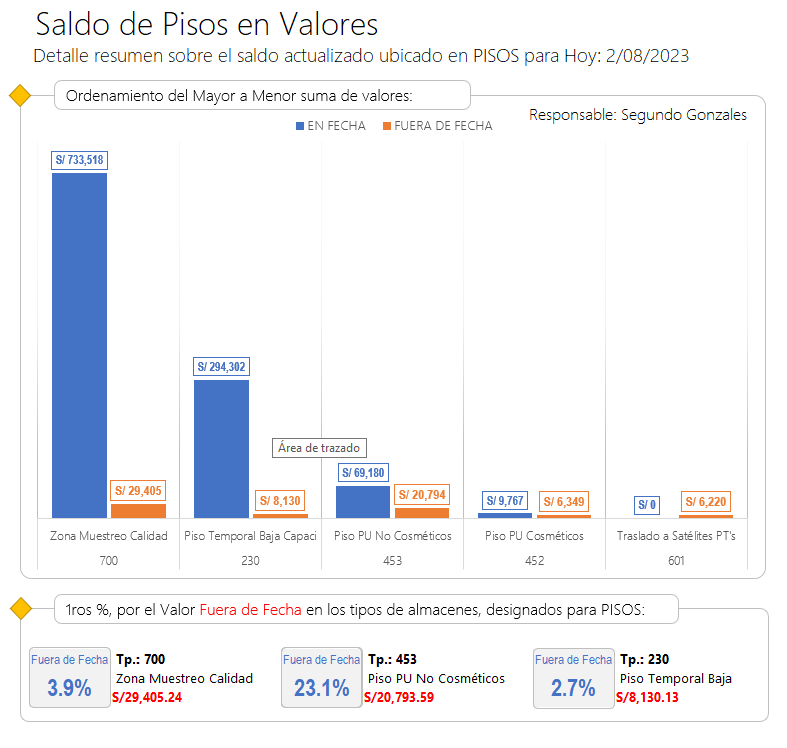 Saldo de Pisos en Valores
Detalle resumen sobre el saldo actualizado ubicado en PISOS para Hoy: 2/08/2023
Ordenamiento del Mayor a Menor suma de valores:
Responsable: Segundo Gonzales
EN FECHA FUERA DE FECHA
S/ 733,518
S/ 29,405
S/ 294,302
S/ 8,130
Área de trazado
S/ 69,180
S/ 20,794
S/ 9,767
S/ 6,349
S/ 0
S/ 6,220
Zona Muestreo Calidad Piso Temporal Baja Capaci Piso PU No Cosméticos Piso PU Cosméticos Traslado a Satélites PT's
700 230 453 452 601
1ros %, por el Valor Fuera de Fecha en los tipos de almacenes, designados para PISOS:
Fuera de Fecha
3.9%
Tp.: 700
Zona Muestreo Calidad
S/29,405.24
Fuera de Fecha
23.1%
Tp.: 453
Piso PU No Cosméticos
S/20,793.59
Fuera de Fecha
2.7%
Tp.: 230
Piso Temporal Baja
S/8,130.13